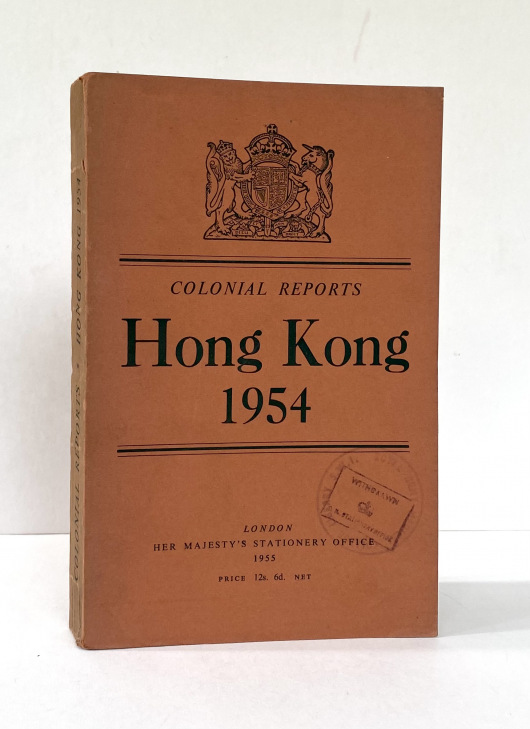 COLONIAL REPORTS
Hong Kong
1954
LONDON
HER MAJESTY'S STATIONERY OFFICE
1955
PRICE 12s. 6d. NET
WITHDRAWN
COLONIAL REPORTS • HONG KONG 1954